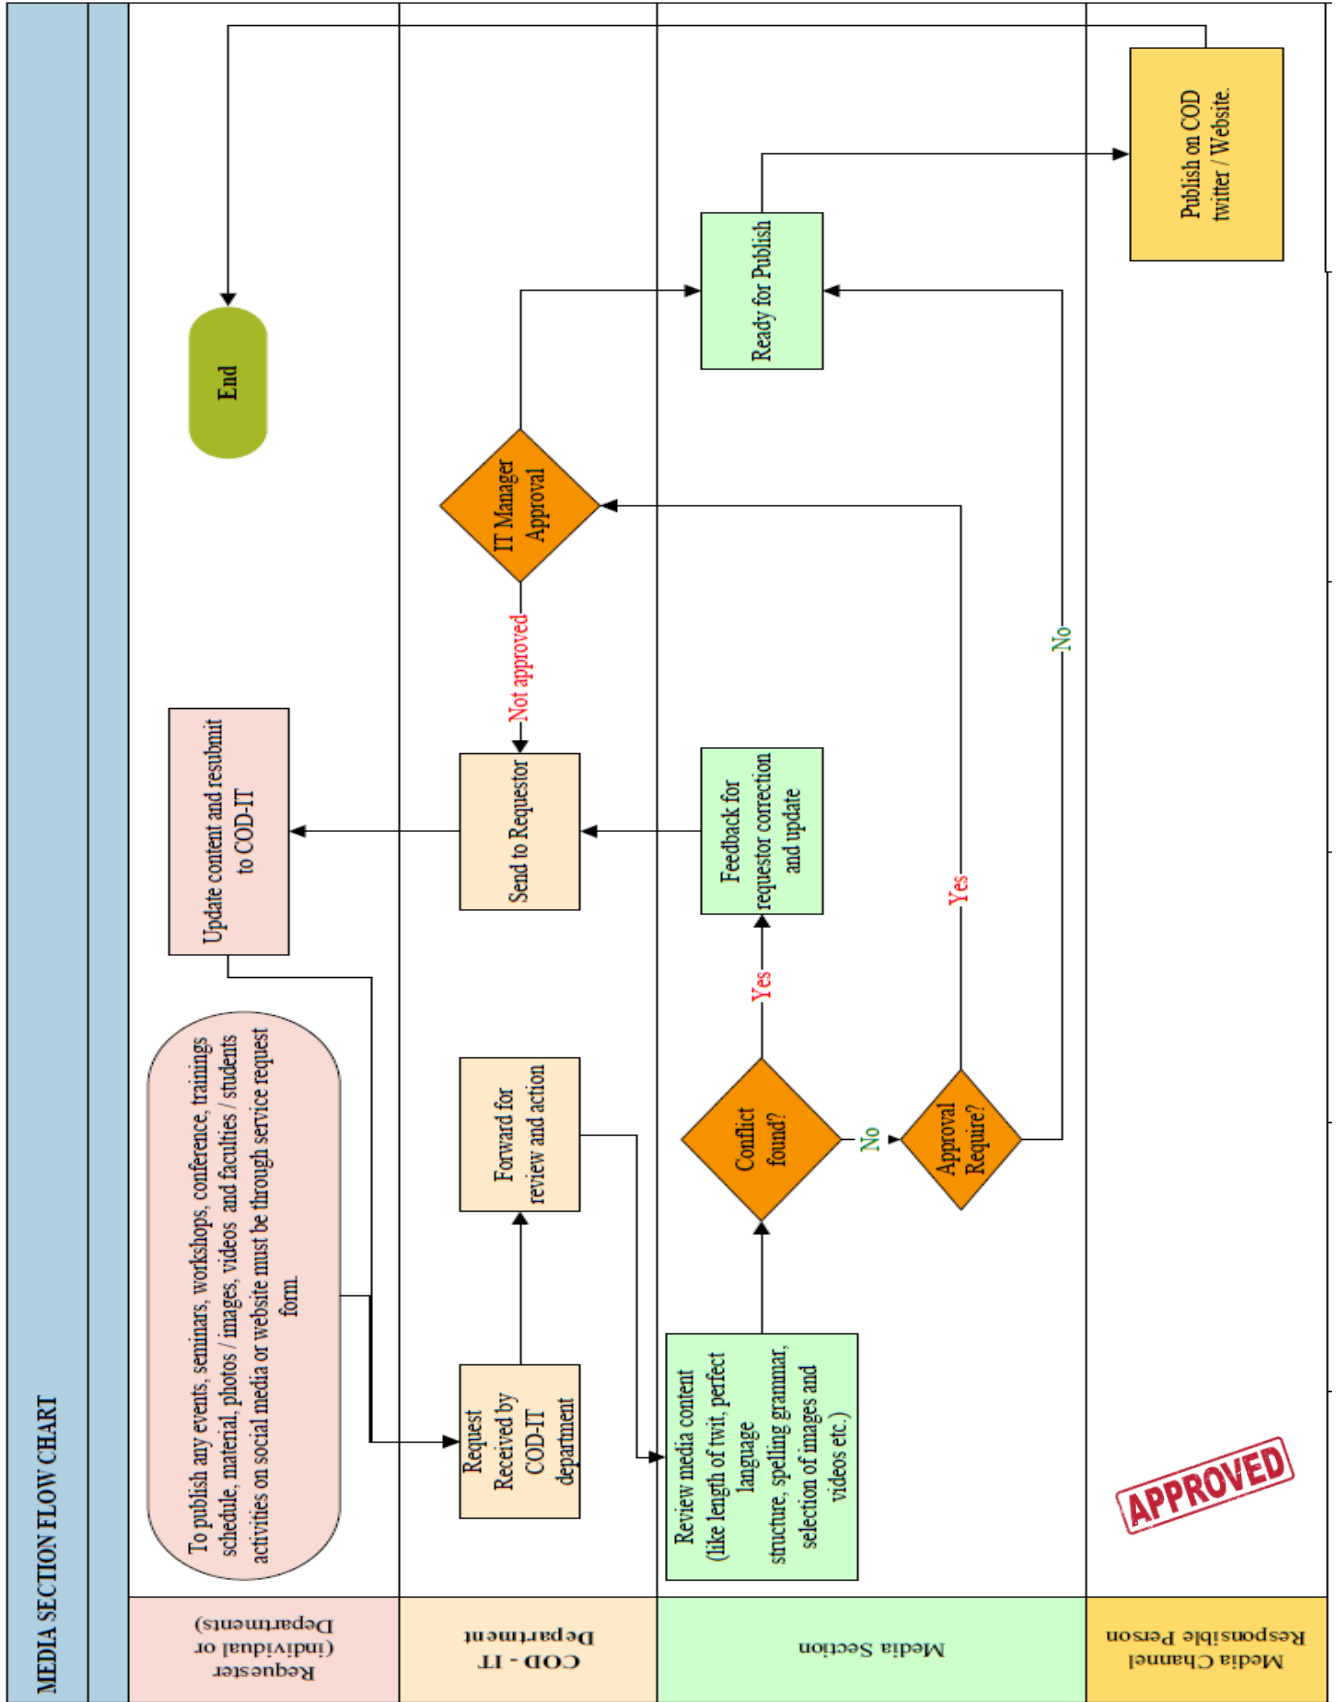 MEDIA SECTION FLOW CHART
Requester
(individual or
Departments)
To publish any events, seminars, workshops, conference, trainings
schedule, material, photos / images, videos and faculties / students
activities on social media or website must be through service request
form.
Update content and resubmit
to COD-IT
End
COD - IT
Department
Request
Received by
COD-IT
department
Forward for
review and action
Send to Requestor
Not approved
IT Manager
Approval
Media Section
Review media content
(like length of twit, perfect
language
structure, spelling grammar,
selection of images and
videos etc.)
Conflict
found?
Yes
No
Feedback for
requestor correction
and update
Approval
Require?
Yes
No
Ready for Publish
Media Channel
Responsible Person
APPROVED
Publish on COD
twitter / Website.